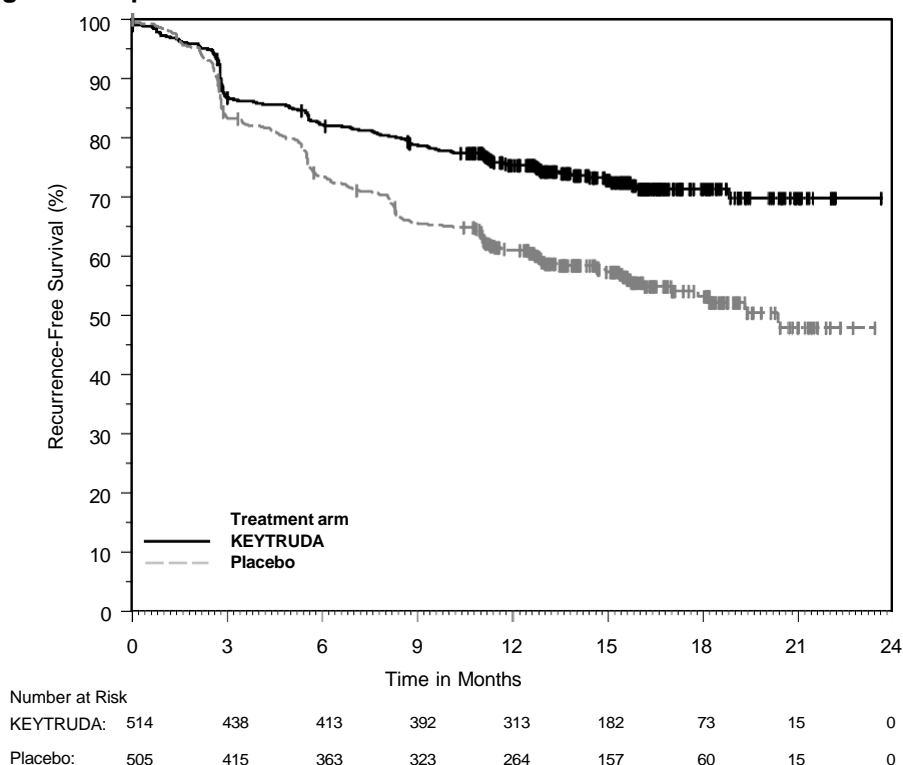 100
90
80
70
60
50
40
30
20
10
0
Recurrence-Free Survival (%)
Treatment arm
KEYTRUDA
Placebo
0 3 6 9 12 15 18 21 24
Time in Months
Number at Risk
KEYTRUDA: 514 438 413 392 313 182 73 15 0
Placebo: 505 415 363 323 264 157 60 15 0